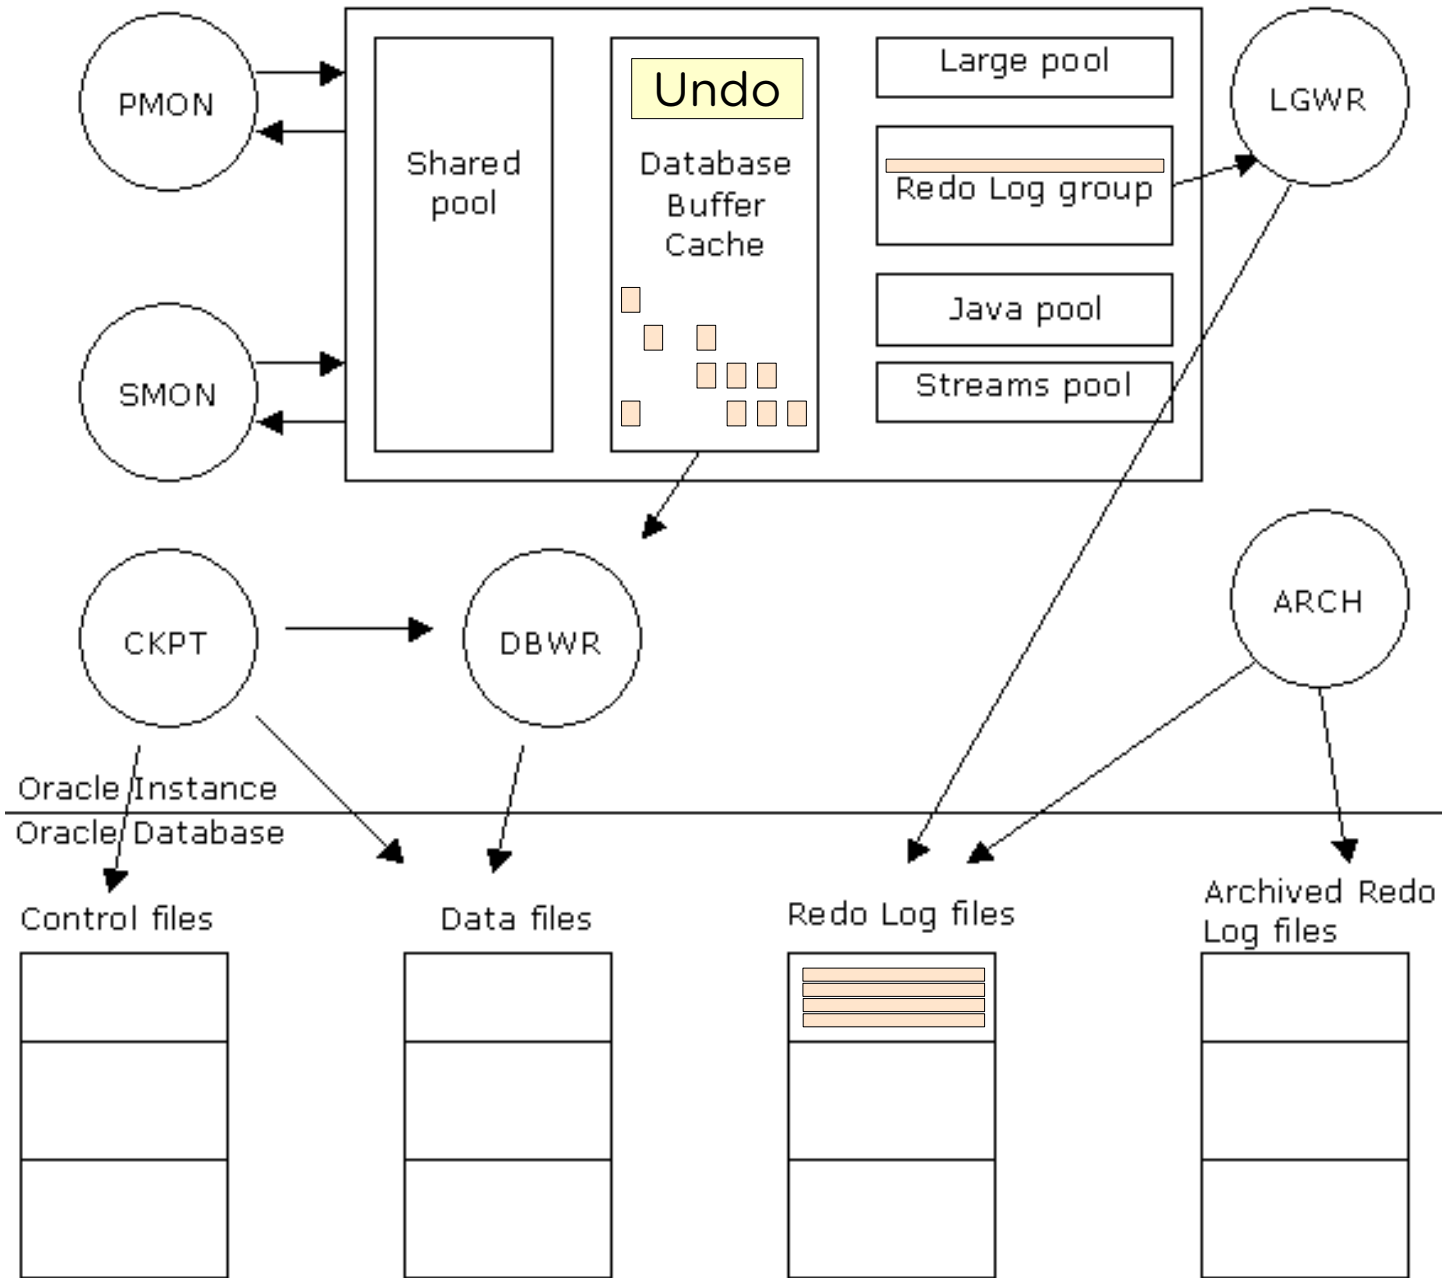 PMON
SMON
Shared
pool
Undo
Database
Buffer
Cache
Large pool
Redo Log group
Java pool
Streams pool
LGWR
CKPT
DBWR
ARCH
Oracle Instance
Oracle Database
Control files
Data files
Redo Log files
Archived Redo
Log files